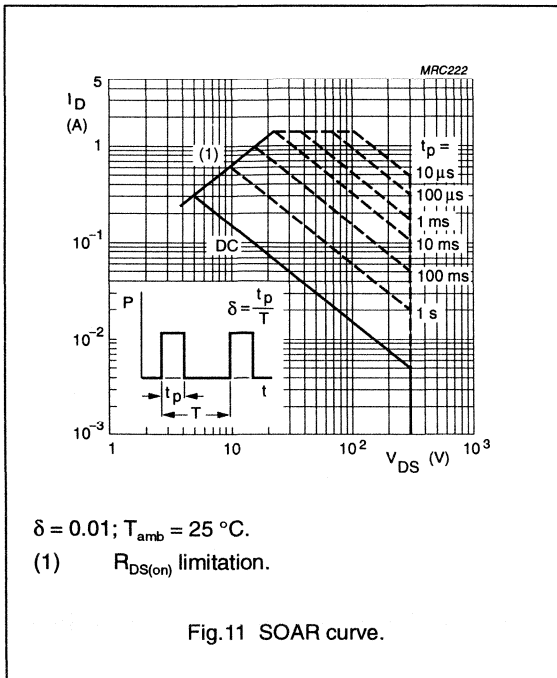 MRC222
5
I_D
(A)
(1)
1
t_p =
10 µs
100 µs
1 ms
10^-1
10 ms
DC
100 ms
P
δ = t_p/T
1 s
10^-2
t_p
t
T
10^-3
1
10
10^2
V_DS (V)
10^3
δ = 0.01; T_amb = 25 °C.
(1) R_DS(on) limitation.
Fig.11 SOAR curve.